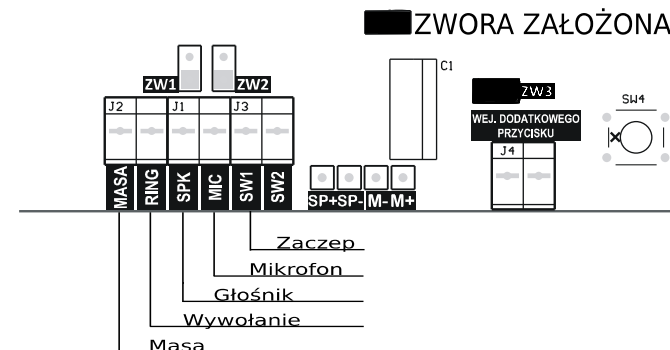 ZWORA ZAŁOŻONA
C1
ZW1 ZW2
ZW3
SW4
J2 J1 J3
WEJ. DODATKOWEGO
PRZYCISKU
J4
MASA RING SPK MIC SW1 SW2
SP+ SP- M- M+
Zaczep
Mikrofon
Głośnik
Wywołanie
Masa